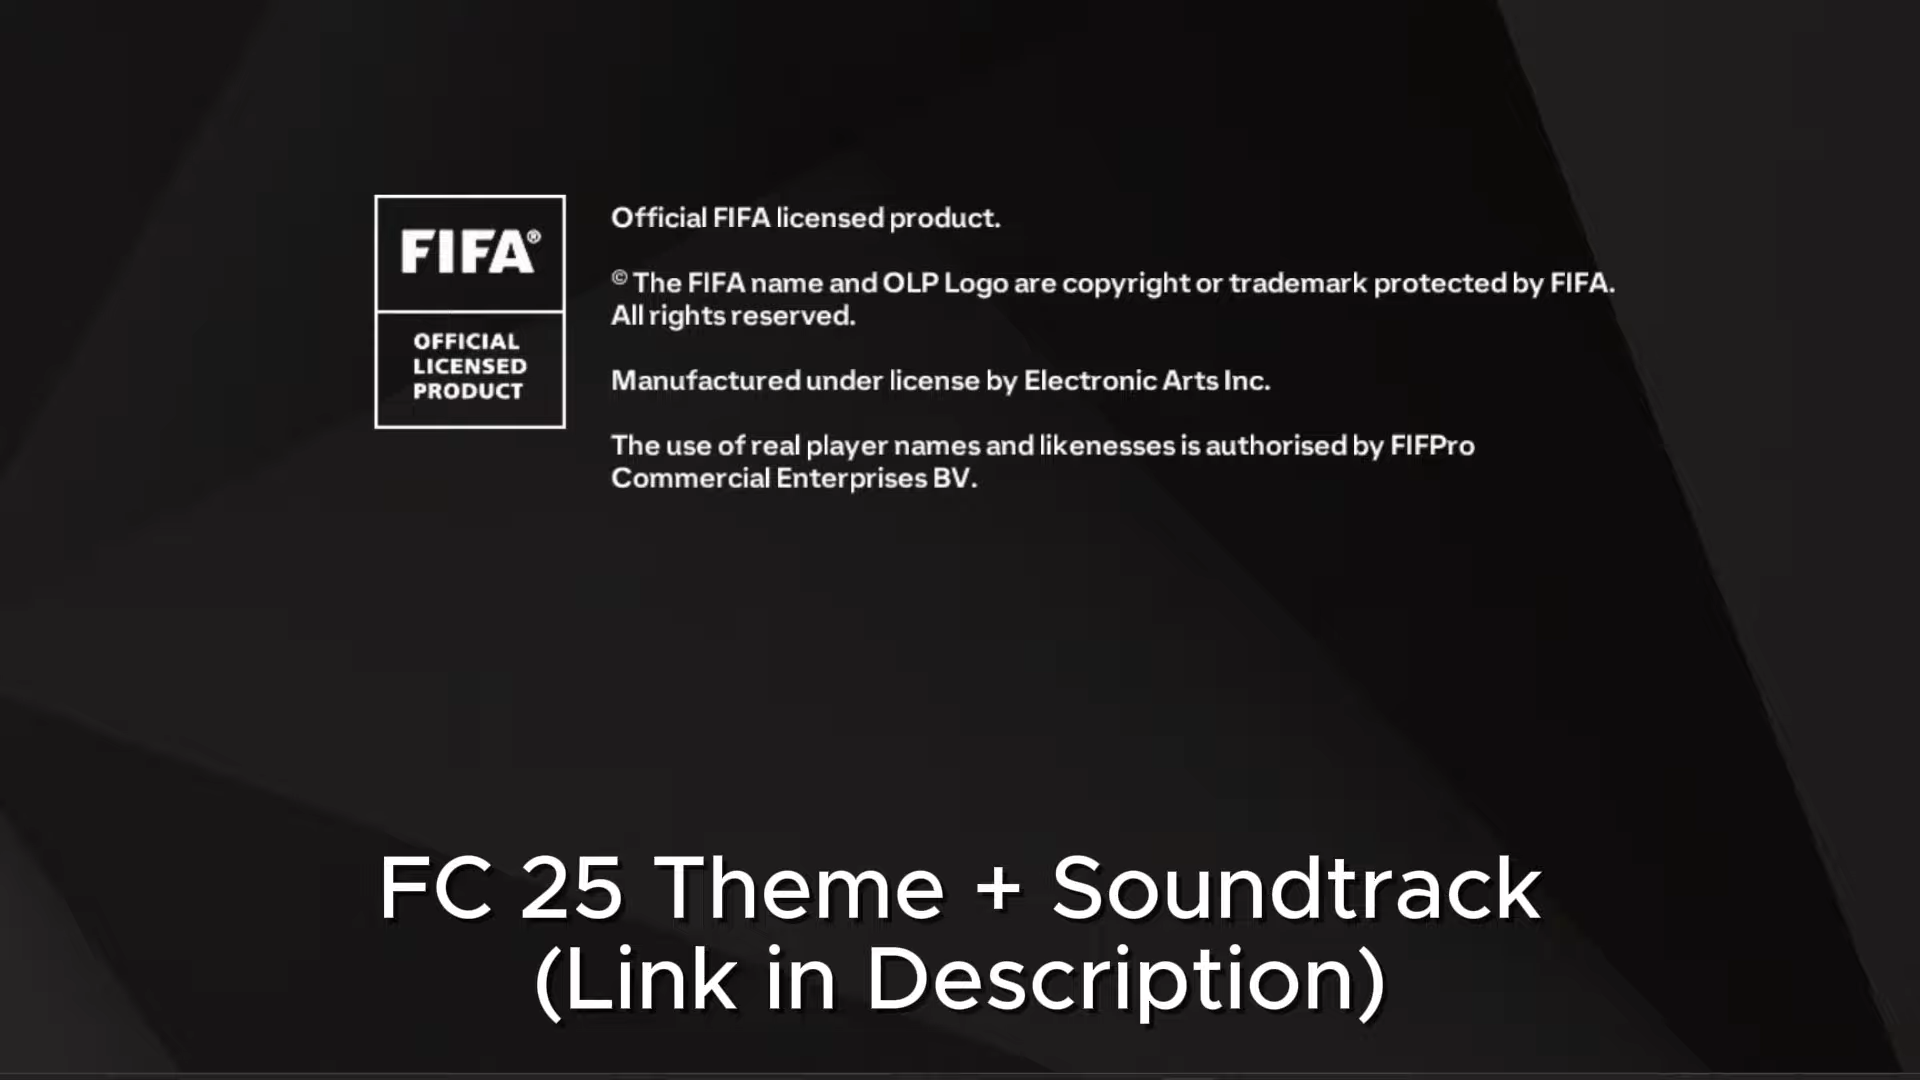 FIFA®
OFFICIAL
LICENSED
PRODUCT
Official FIFA licensed product.
© The FIFA name and OLP Logo are copyright or trademark protected by FIFA.
All rights reserved.
Manufactured under license by Electronic Arts Inc.
The use of real player names and likenesses is authorised by FIFPro
Commercial Enterprises BV.
FC 25 Theme + Soundtrack
(Link in Description)